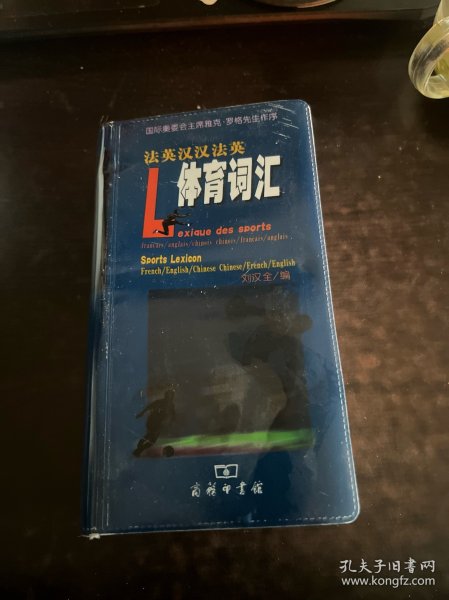 国际奥委会主席雅克·罗格先生作序
法英汉汉法英
体育词汇
Lexique des sports
français/anglais/chinois chinois/français/anglais
Sports Lexicon
French/English/Chinese Chinese/French/English
刘汉全/编
商务印书馆
孔夫子旧书网
www.kongfz.com